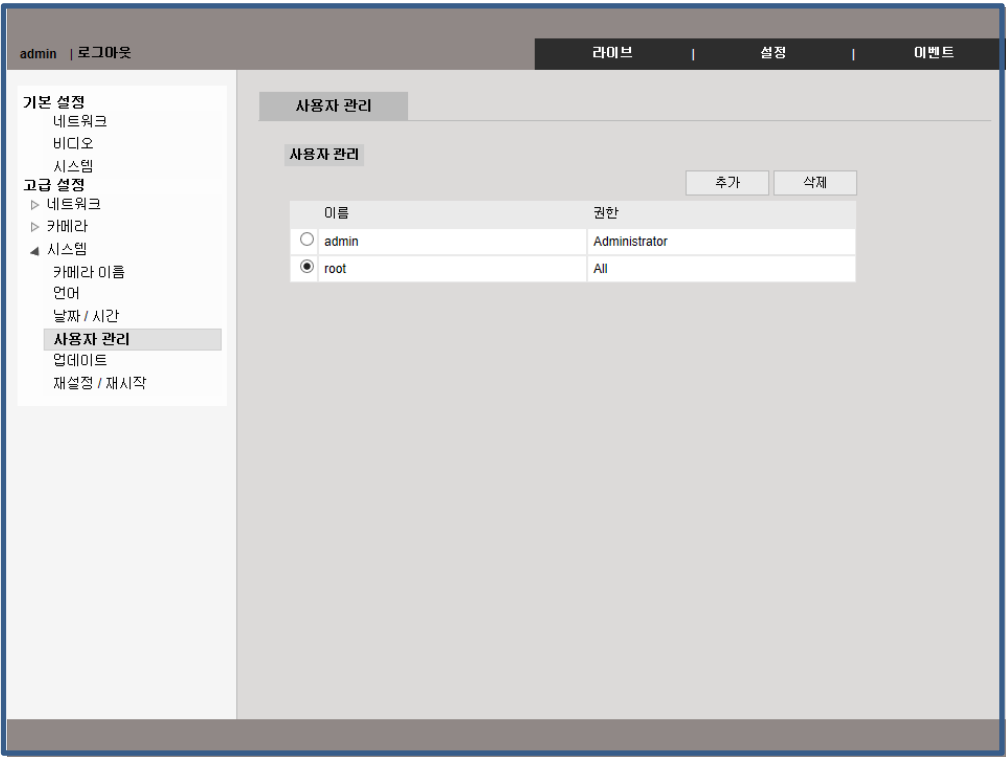 admin | 로그아웃
라이브 | 설정 | 이벤트
기본 설정
네트워크
비디오
시스템
고급 설정
네트워크
카메라
시스템
카메라 이름
언어
날짜 / 시간
사용자 관리
업데이트
재설정 / 재시작
사용자 관리
사용자 관리
추가 삭제
이름 권한
admin Administrator
root All